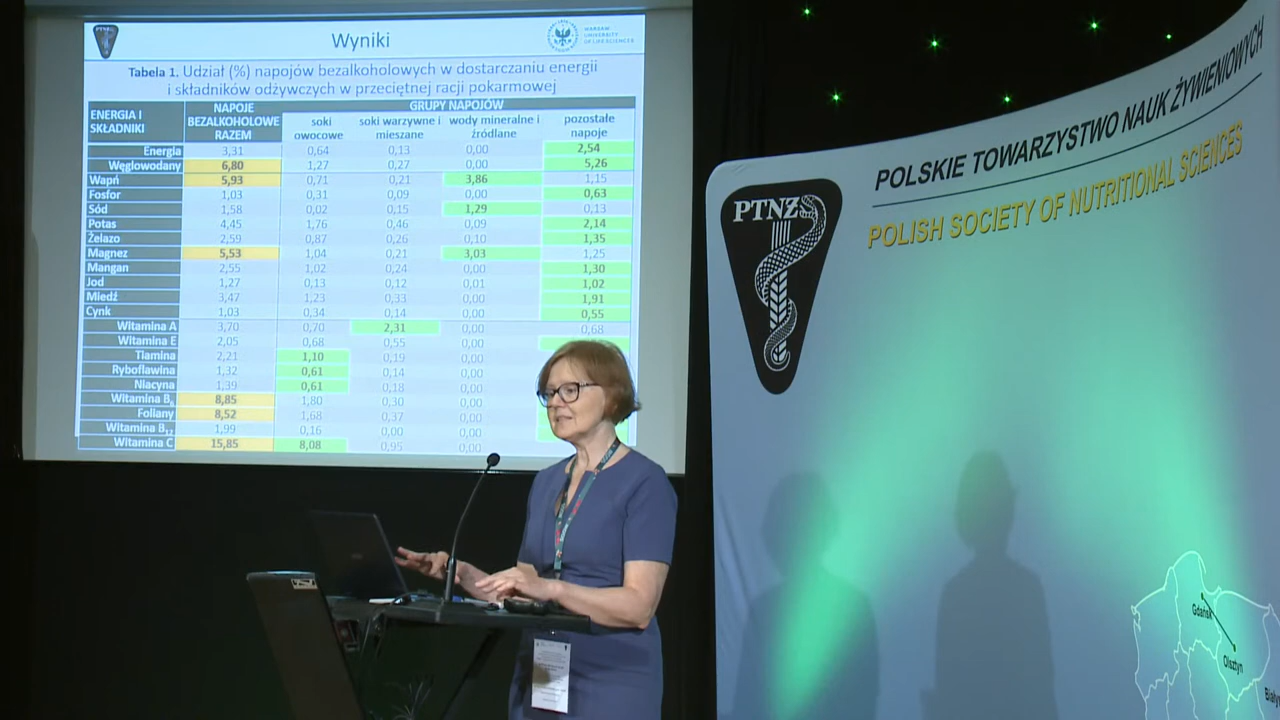 PTNŻ
Wyniki
WARSAW
UNIVERSITY
OF LIFE SCIENCES
Tabela 1. Udział (%) napojów bezalkoholowych w dostarczaniu energii
i składników odżywczych w przeciętnej racji pokarmowej
ENERGIA I SKŁADNIKI NAPOJE BEZALKOHOLOWE RAZEM GRUPY NAPOJÓW
soki owocowe soki warzywne i mieszane wody mineralne i źródlane pozostałe napoje
Energia 3,31 0,64 0,13 0,00 2,54
Węglowodany 6,80 1,27 0,27 0,00 5,26
Wapń 5,93 0,71 0,21 3,86 1,15
Fosfor 1,03 0,31 0,09 0,00 0,63
Sód 1,58 0,02 0,15 1,29 0,13
Potas 4,45 1,76 0,46 0,09 2,14
Żelazo 2,59 0,87 0,26 0,10 1,35
Magnez 5,53 1,04 0,21 3,03 1,25
Mangan 2,55 1,02 0,24 0,00 1,30
Jod 1,27 0,13 0,12 0,01 1,02
Miedź 3,47 1,23 0,33 0,00 1,91
Cynk 1,03 0,34 0,14 0,00 0,55
Witamina A 3,70 0,70 2,31 0,00 0,68
Witamina E 2,05 0,68 0,55 0,00
Tiamina 2,21 1,10 0,19 0,00
Ryboflawina 1,32 0,61 0,14 0,00
Niacyna 1,39 0,61 0,18 0,00
Witamina B6 8,85 1,80 0,30 0,00
Foliany 8,52 1,68 0,37 0,00
Witamina B12 1,99 0,16 0,00 0,00
Witamina C 15,85 8,08 0,95 0,00
POLSKIE TOWARZYSTWO NAUK ŻYWIENIOWYCH
POLISH SOCIETY OF NUTRITIONAL SCIENCES
PTNŻ
Gdańsk
Olsztyn